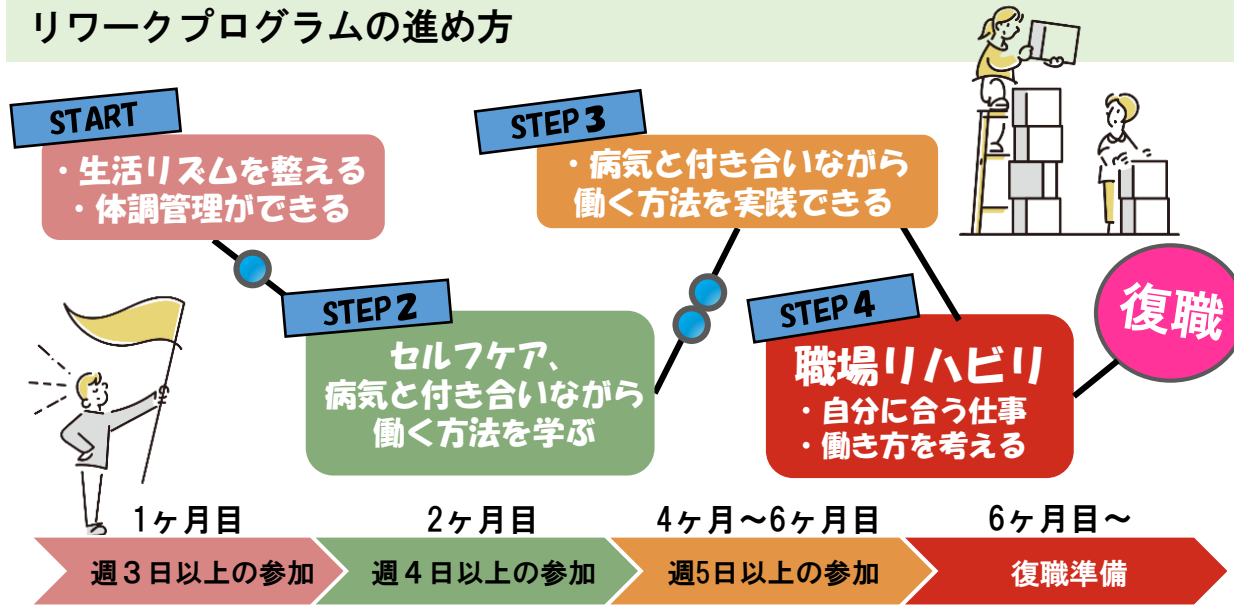 リワークプログラムの進め方
START
・生活リズムを整える
・体調管理ができる
STEP2
セルフケア、
病気と付き合いながら
働く方法を学ぶ
STEP3
・病気と付き合いながら
働く方法を実践できる
STEP4
職場リハビリ
・自分に合う仕事
・働き方を考える
復職
1ヶ月目
2ヶ月目
4ヶ月～6ヶ月目
6ヶ月目～
週３日以上の参加
週４日以上の参加
週5日以上の参加
復職準備